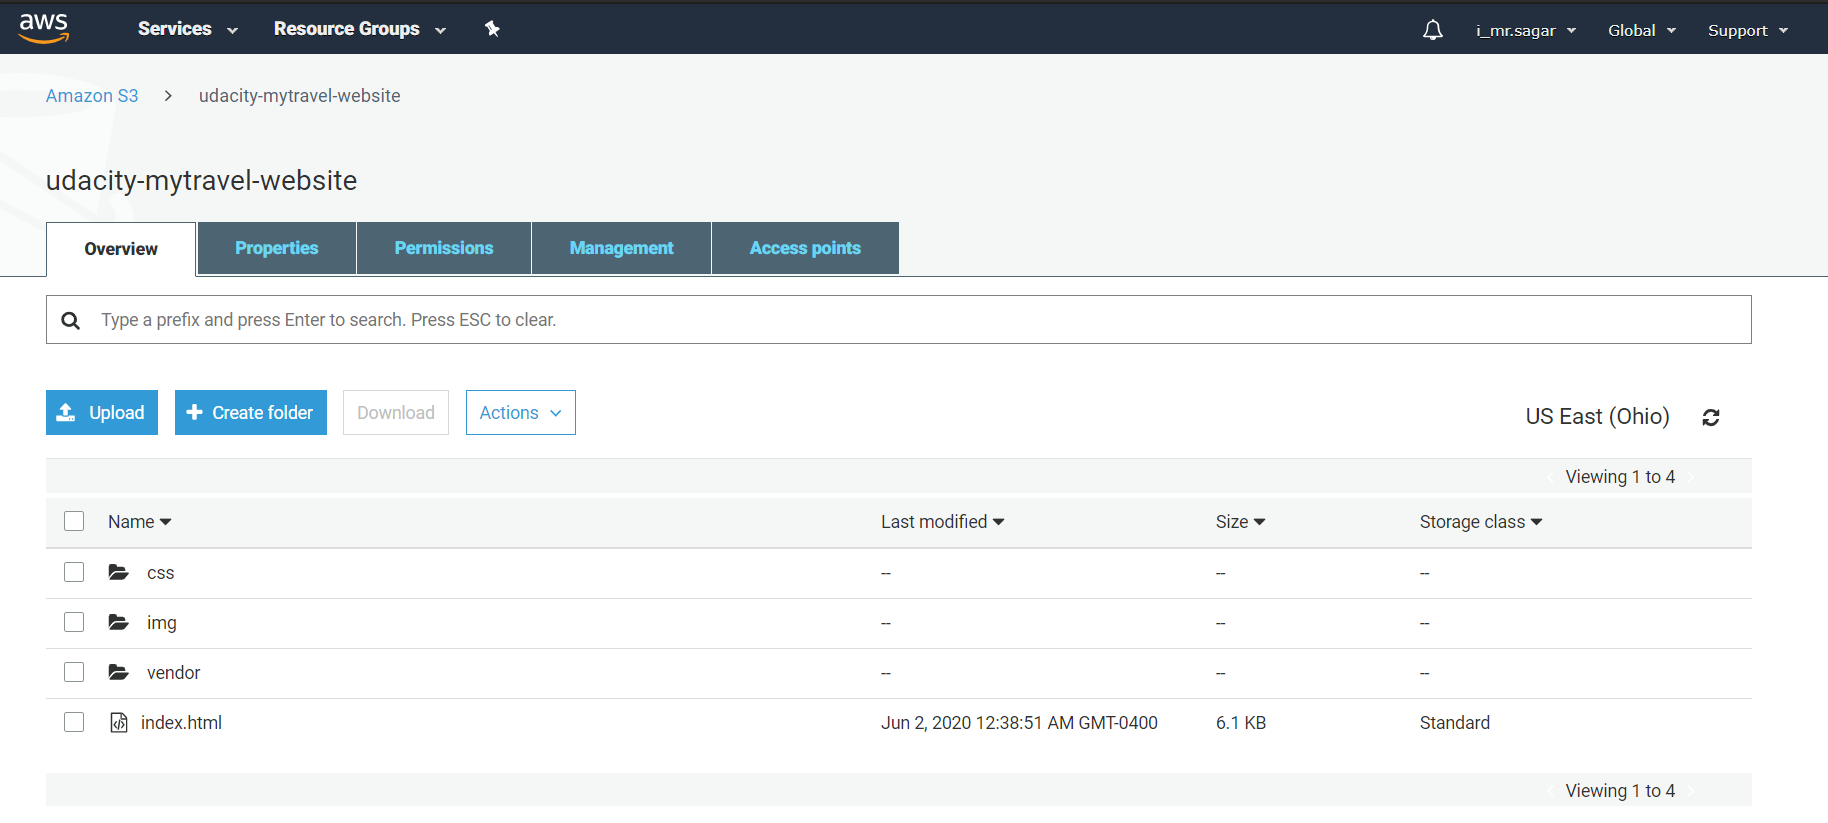 aws Services Resource Groups i_mr.sagar Global Support
Amazon S3 > udacity-mytravel-website
udacity-mytravel-website
Overview Properties Permissions Management Access points
Type a prefix and press Enter to search. Press ESC to clear.
Upload Create folder Download Actions US East (Ohio)
Viewing 1 to 4
Name Last modified Size Storage class
css -- -- --
img -- -- --
vendor -- -- --
index.html Jun 2, 2020 12:38:51 AM GMT-0400 6.1 KB Standard
Viewing 1 to 4